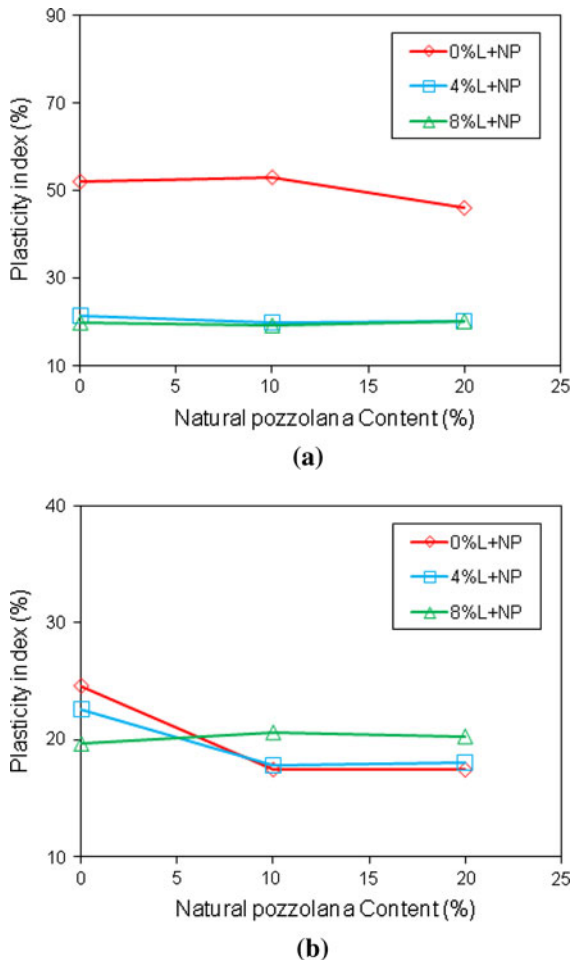 90
70
50
30
10
Plasticity index (%)
0%L+NP
4%L+NP
8%L+NP
0 5 10 15 20 25
Natural pozzolana Content (%)
(a)
40
30
20
10
Plasticity index (%)
0%L+NP
4%L+NP
8%L+NP
0 5 10 15 20 25
Natural pozzolana Content (%)
(b)